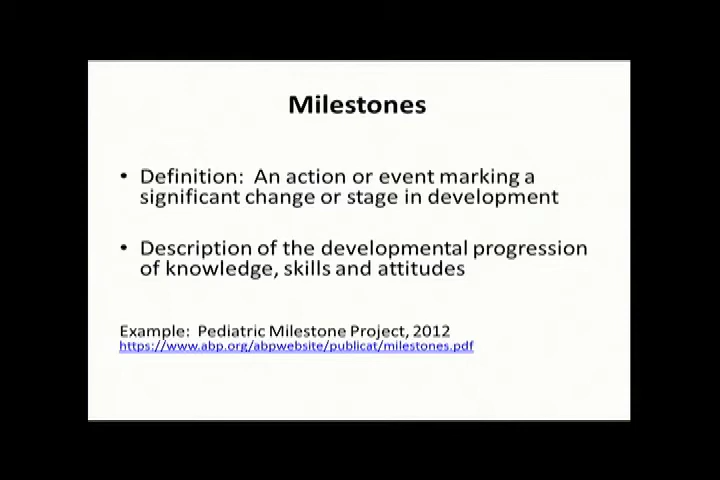 Milestones
• Definition:  An action or event marking a
significant change or stage in development
• Description of the developmental progression
of knowledge, skills and attitudes
Example:  Pediatric Milestone Project, 2012
https://www.abp.org/abpwebsite/publicat/milestones.pdf